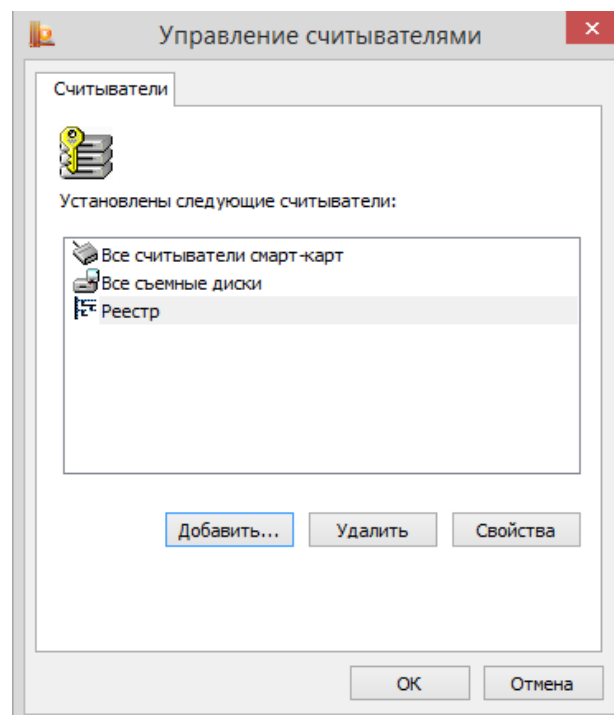 Управление считывателями
Считыватели
Установлены следующие считыватели:
Все считыватели смарт-карт
Все съемные диски
Реестр
Добавить... Удалить Свойства
ОК Отмена